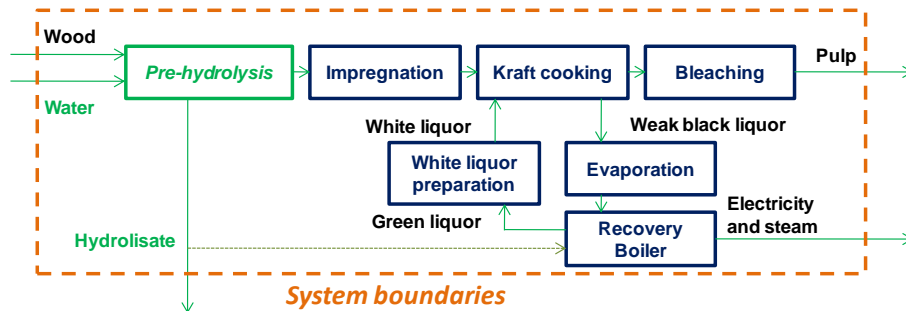 Wood
Pre-hydrolysis
Impregnation
Kraft cooking
Bleaching
Pulp
Water
White liquor
Weak black liquor
White liquor
preparation
Evaporation
Electricity
and steam
Green liquor
Recovery
Boiler
Hydrolisate
System boundaries